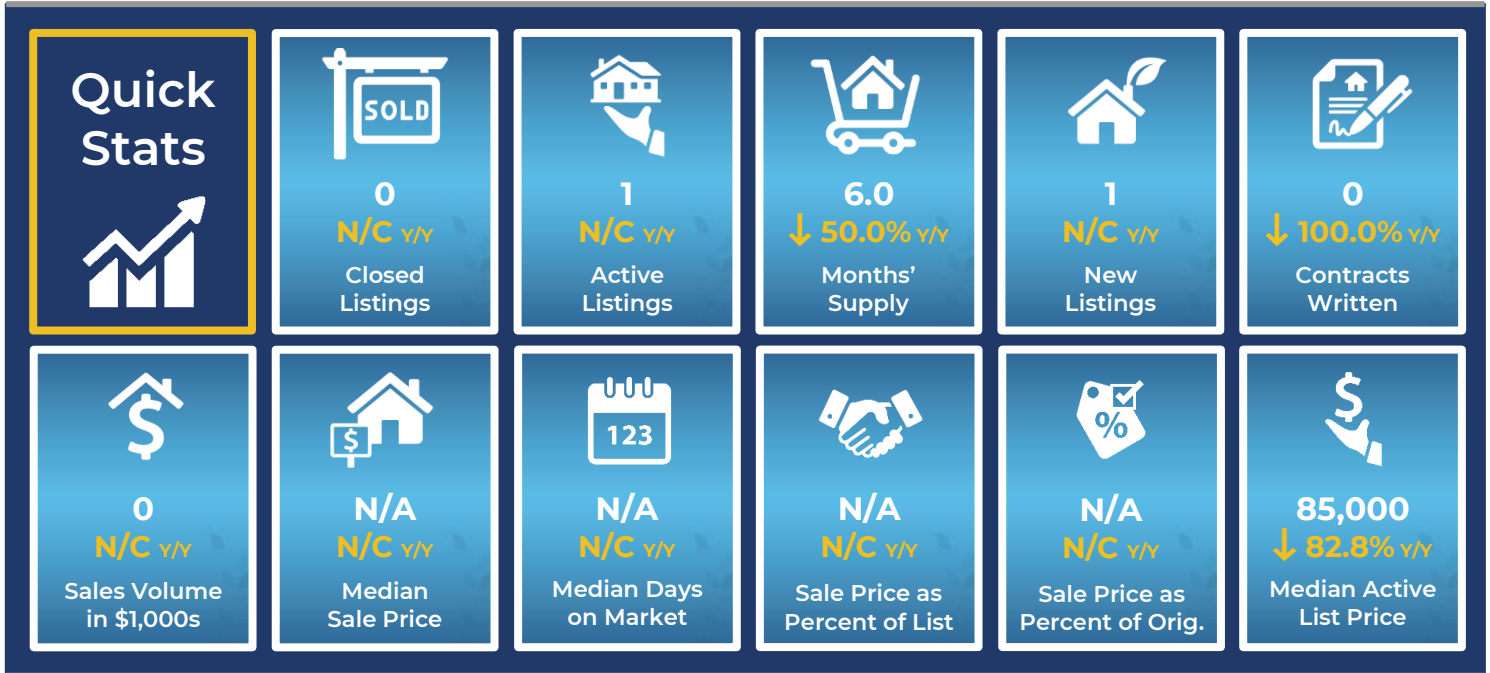 Quick
Stats
SOLD
0
N/C Y/Y
Closed
Listings
1
N/C Y/Y
Active
Listings
6.0
↓ 50.0% Y/Y
Months’
Supply
1
N/C Y/Y
New
Listings
0
↓ 100.0% Y/Y
Contracts
Written
$
0
N/C Y/Y
Sales Volume
in $1,000s
$
N/A
N/C Y/Y
Median
Sale Price
123
N/A
N/C Y/Y
Median Days
on Market
N/A
N/C Y/Y
Sale Price as
Percent of List
%
N/A
N/C Y/Y
Sale Price as
Percent of Orig.
$
85,000
↓ 82.8% Y/Y
Median Active
List Price